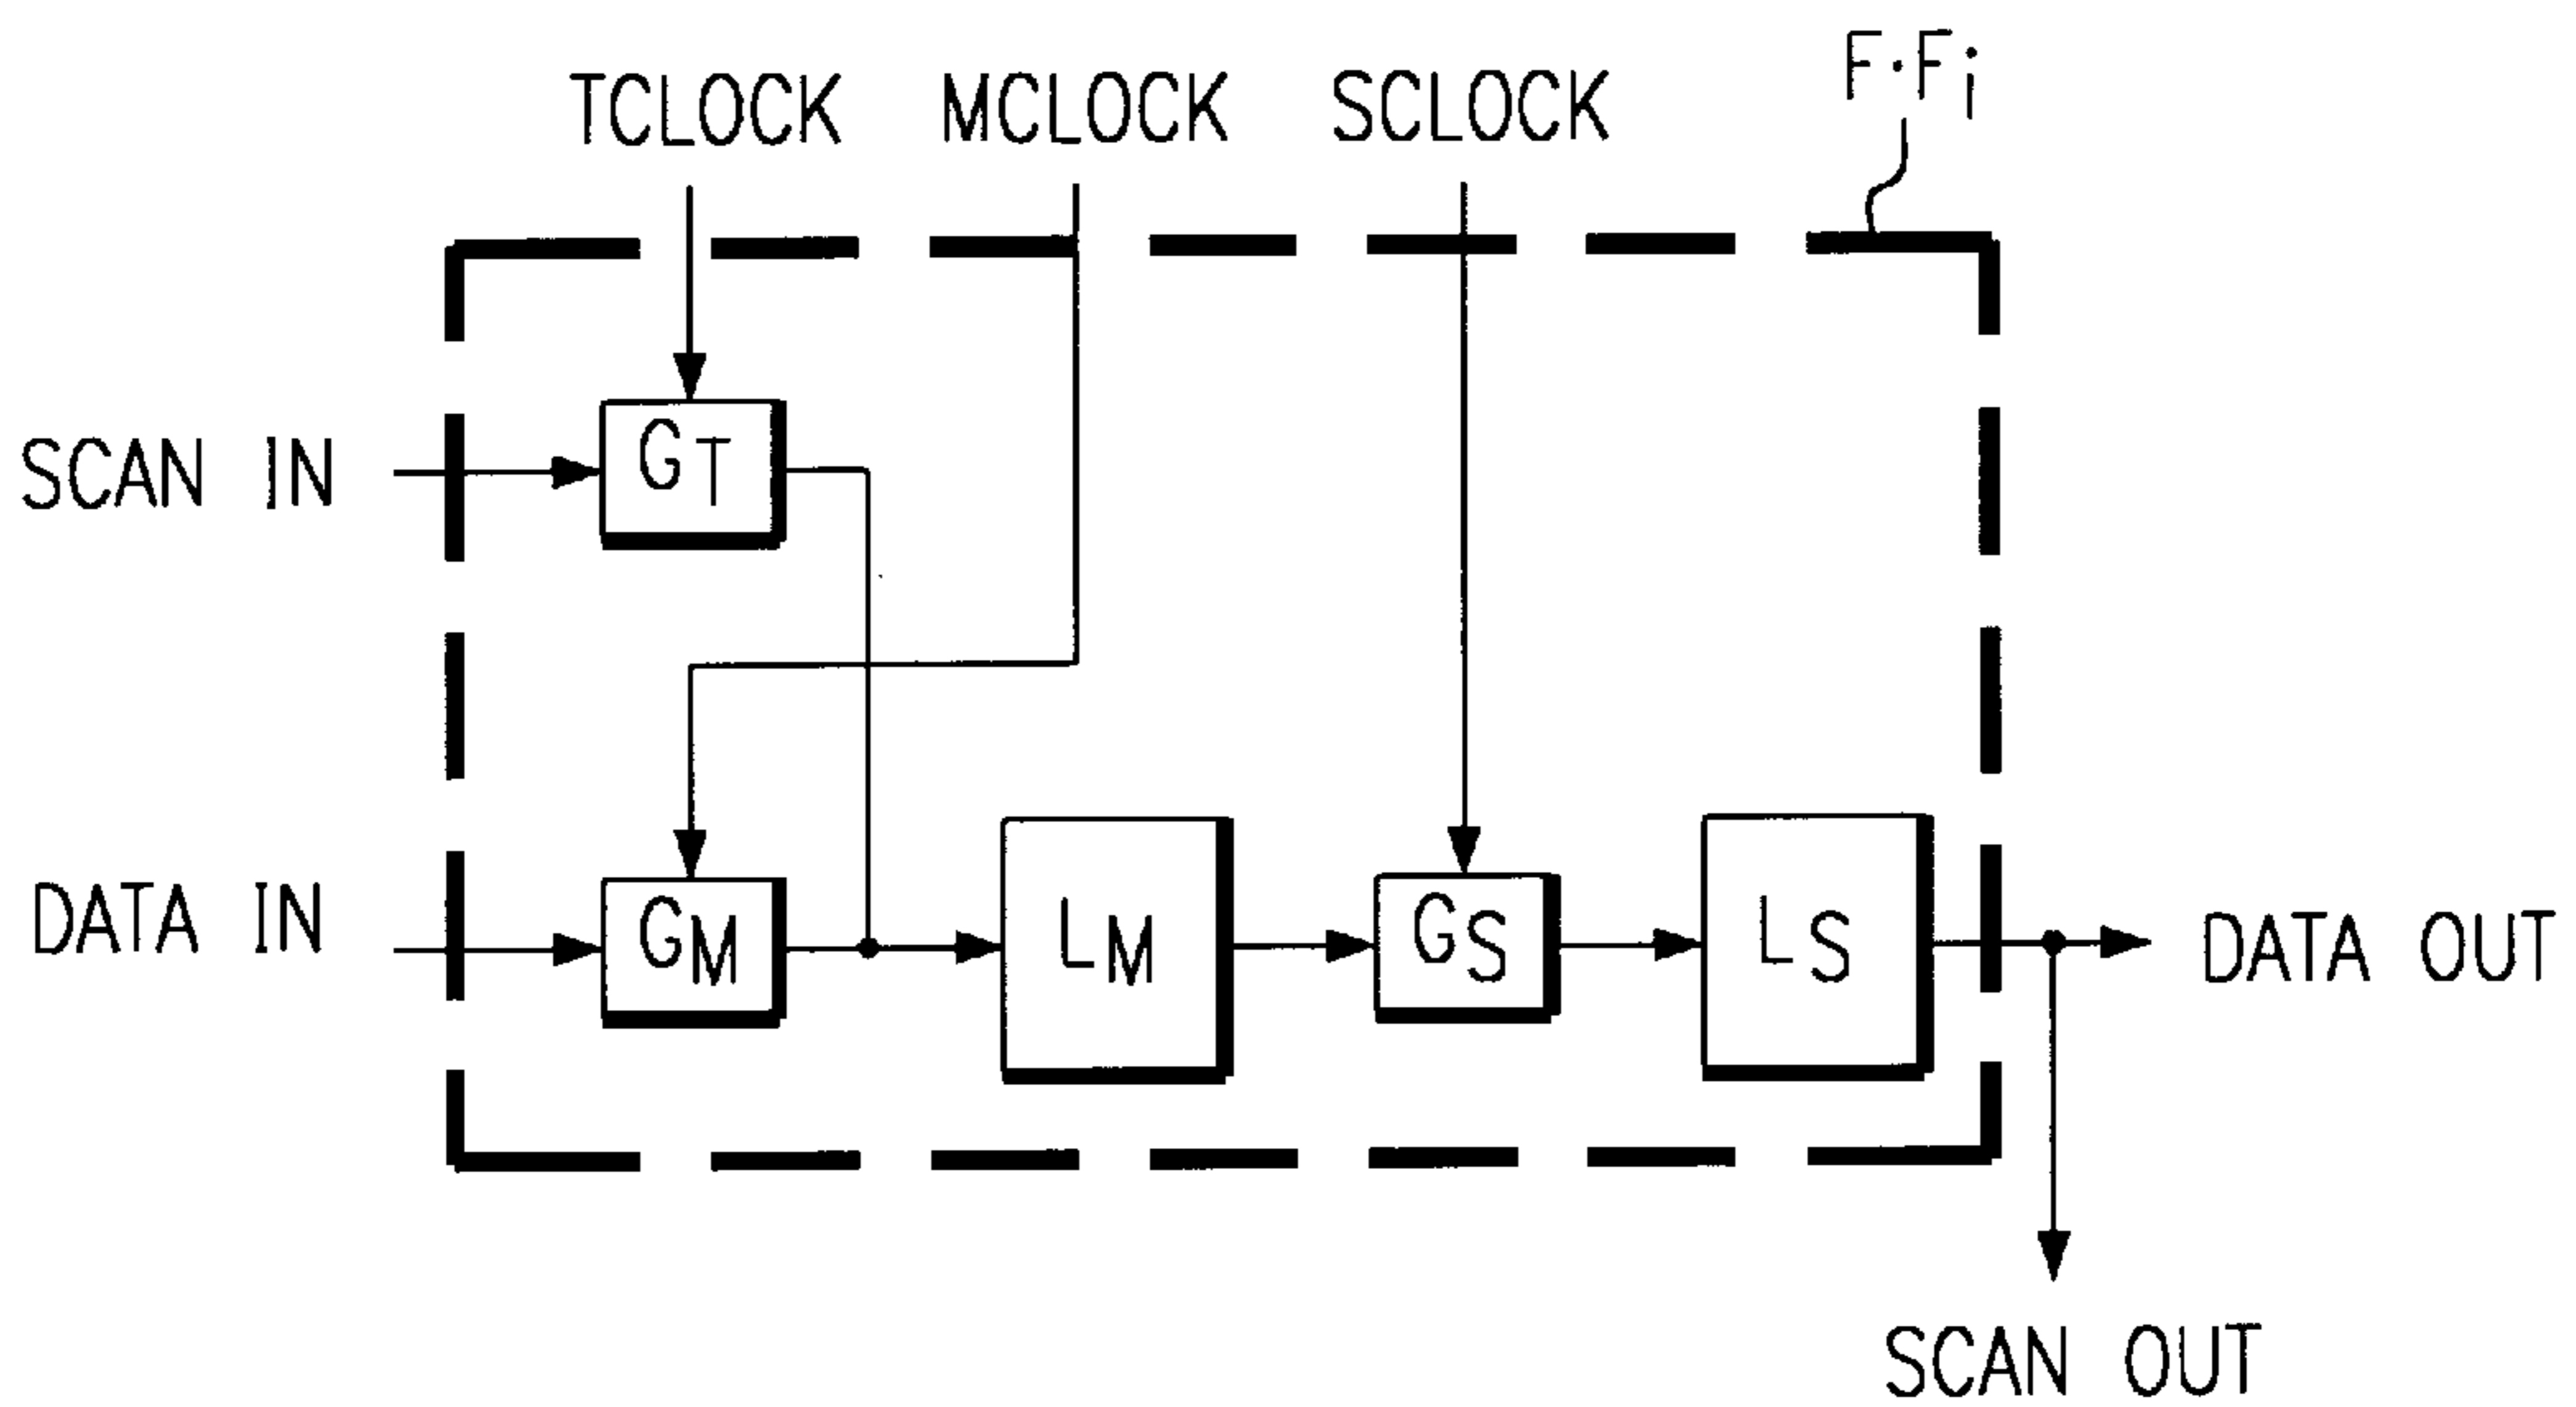 F·Fi
TCLOCK MCLOCK SCLOCK
SCAN IN
GT
DATA IN
GM
LM
GS
LS
DATA OUT
SCAN OUT